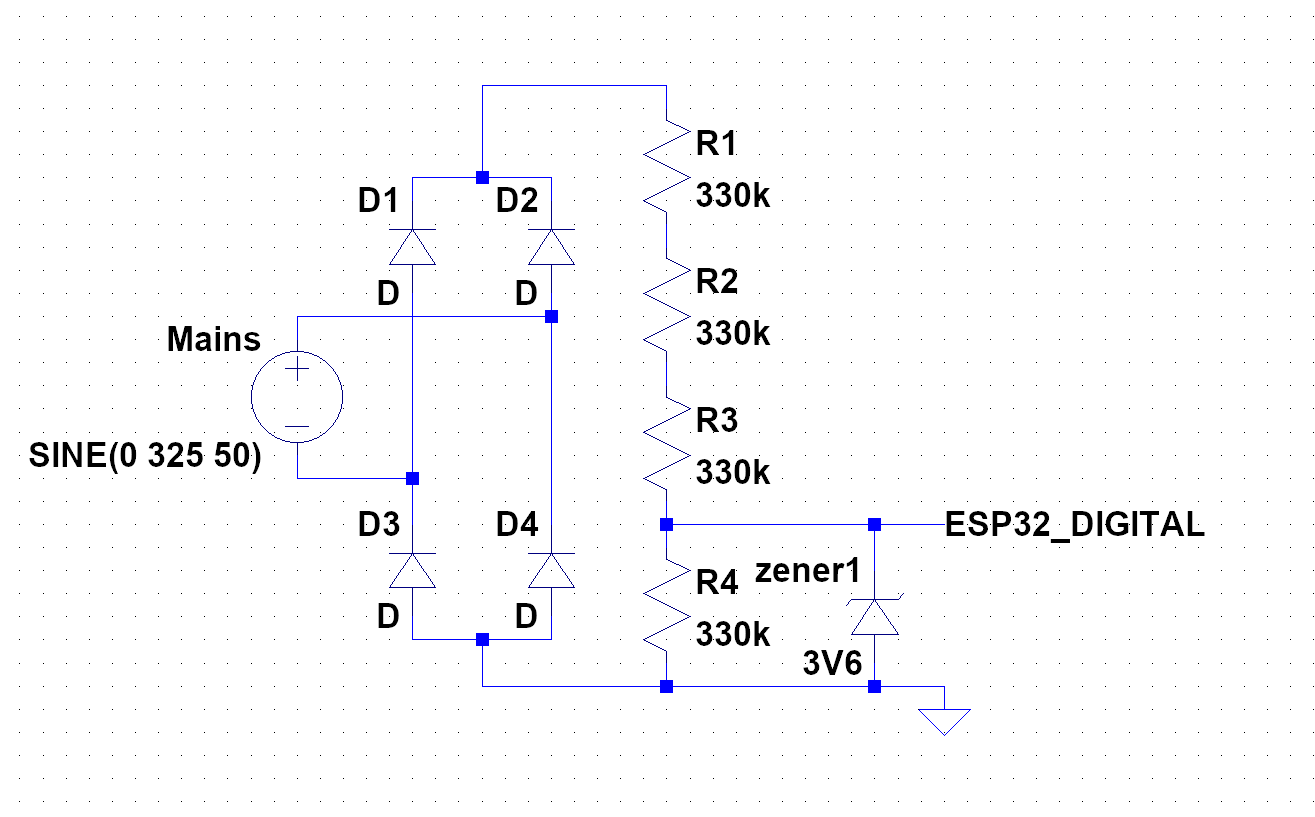 R1
330k
D1
D2
D
D
R2
330k
Mains
SINE(0 325 50)
R3
330k
D3
D4
ESP32_DIGITAL
D
D
R4
330k
zener1
3V6